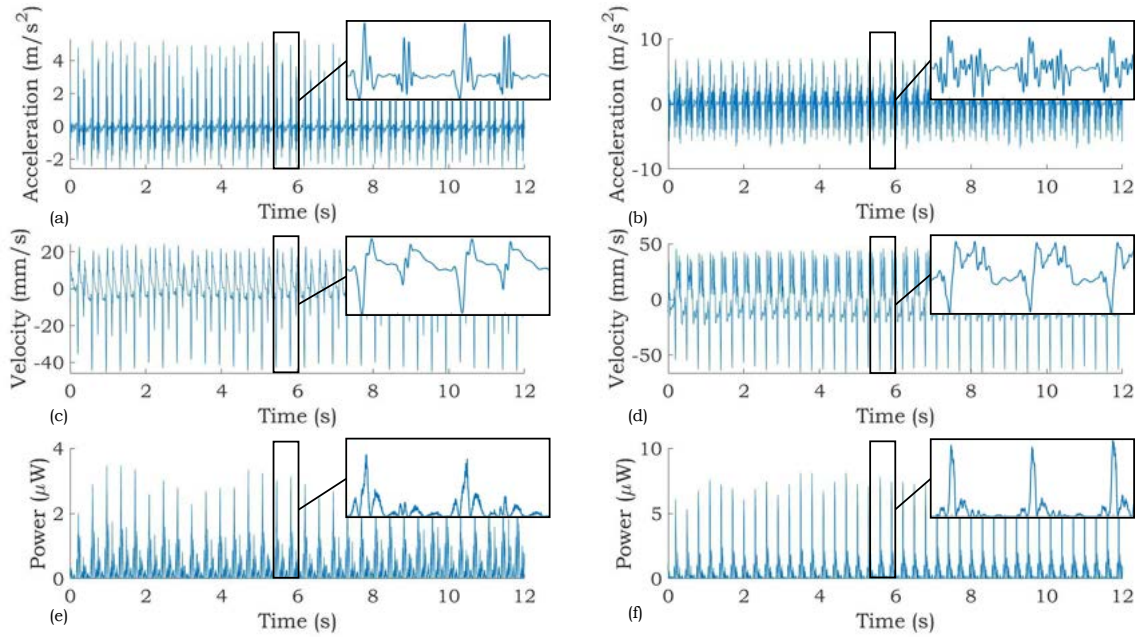 Acceleration (m/s²)
4
2
0
-2
0 2 4 6 8 10 12
(a)
Time (s)
Acceleration (m/s²)
10
0
-10
0 2 4 6 8 10 12
(b)
Time (s)
Velocity (mm/s)
20
0
-20
-40
0 2 4 6 8 10 12
(c)
Time (s)
Velocity (mm/s)
50
0
-50
0 2 4 6 8 10 12
(d)
Time (s)
Power (μW)
4
2
0
0 2 4 6 8 10 12
(e)
Time (s)
Power (μW)
10
5
0
0 2 4 6 8 10 12
(f)
Time (s)